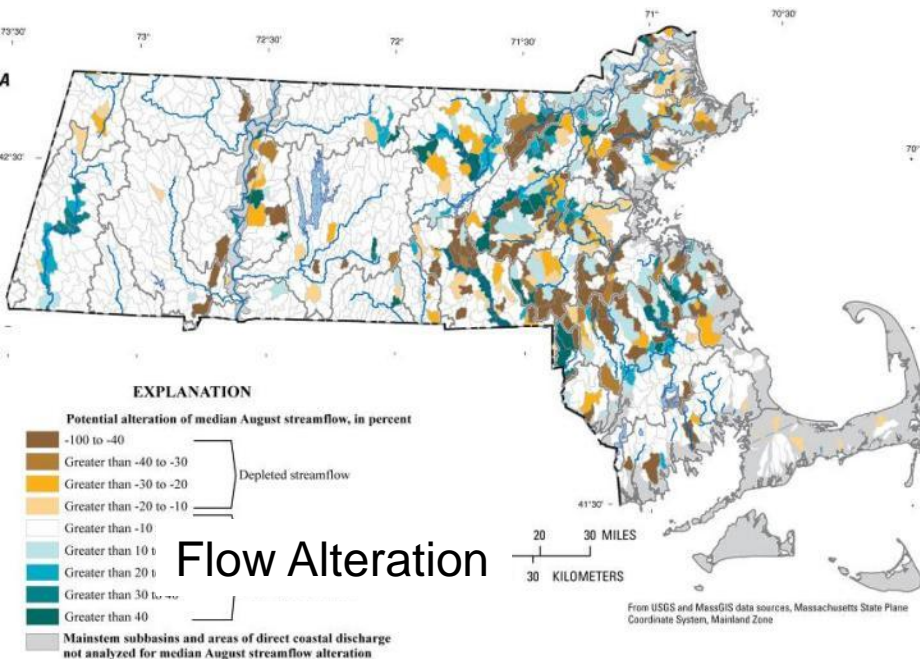 73°30'
73°
72°30'
72°
71°30'
71°
70°30'
A
42°30'
70°
41°30'
EXPLANATION
Potential alteration of median August streamflow, in percent
-100 to -40
Greater than -40 to -30
Depleted streamflow
Greater than -30 to -20
Greater than -20 to -10
Greater than -10
Greater than 10
Greater than 20
Greater than 30 to 40
Greater than 40
Flow Alteration
Mainstem subbasins and areas of direct coastal discharge
not analyzed for median August streamflow alteration
20 30 MILES
30 KILOMETERS
From USGS and MassGIS data sources, Massachusetts State Plane
Coordinate System, Mainland Zone